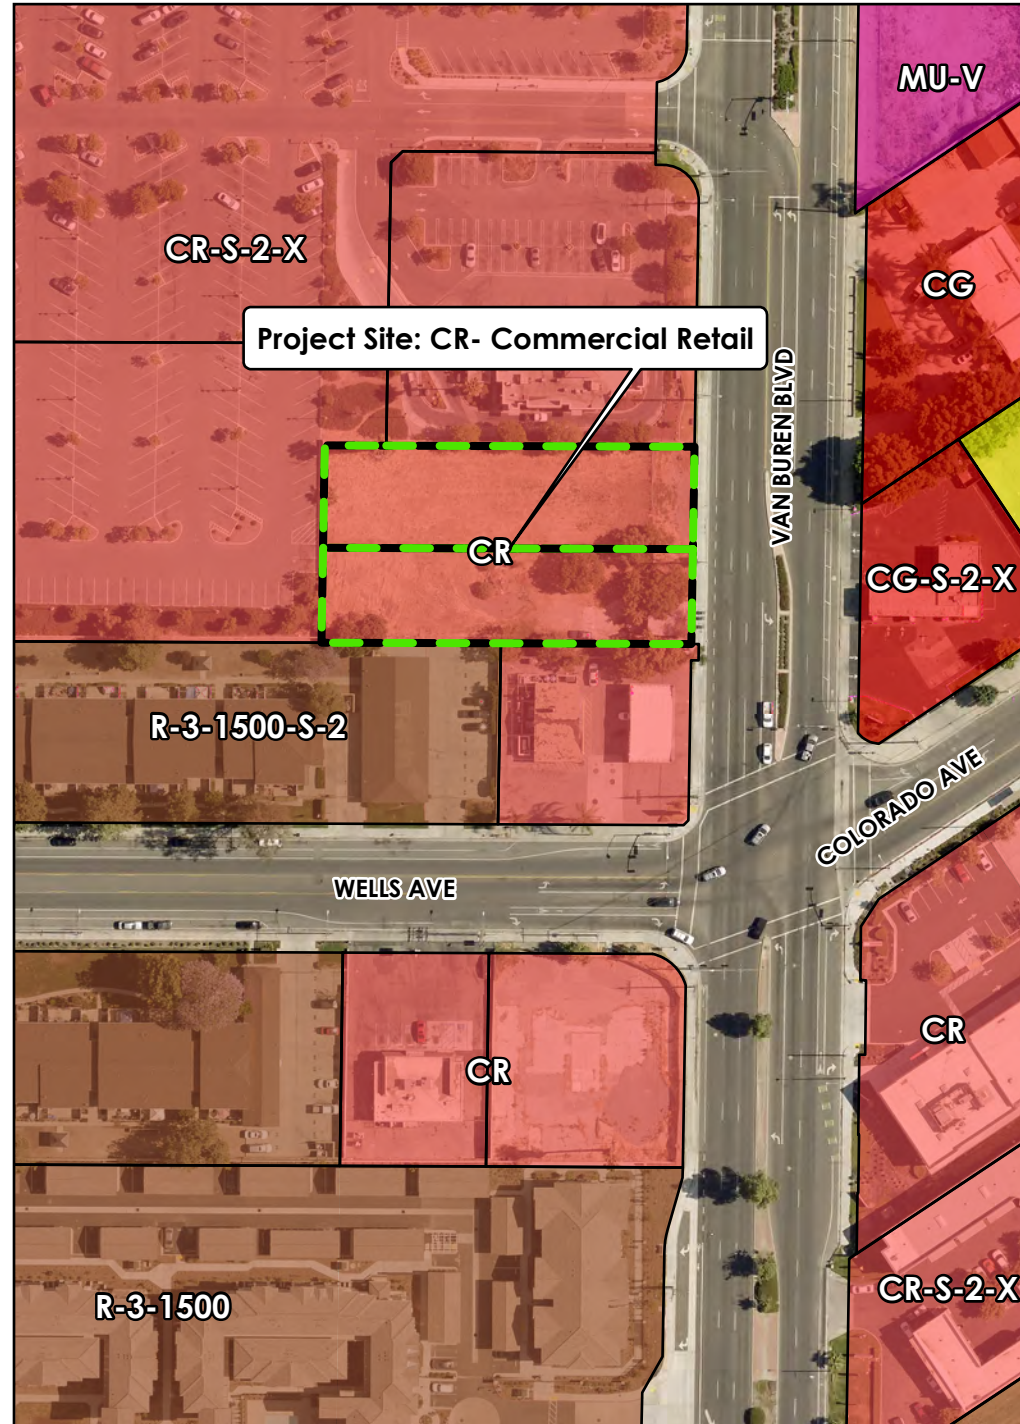 MU-V
CR-S-2-X
CG
Project Site: CR- Commercial Retail
VAN BUREN BLVD
CR
CG-S-2-X
R-3-1500-S-2
COLORADO AVE
WELLS AVE
CR
CR
R-3-1500
CR-S-2-X